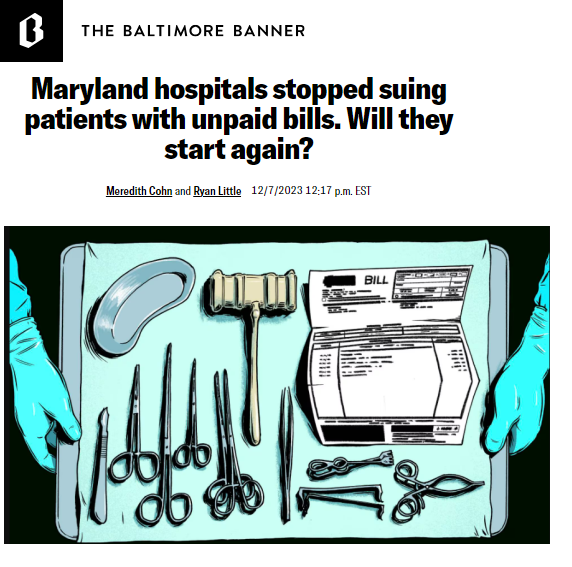 THE BALTIMORE BANNER
Maryland hospitals stopped suing
patients with unpaid bills. Will they
start again?
Meredith Cohn and Ryan Little 12/7/2023 12:17 p.m. EST
BILL